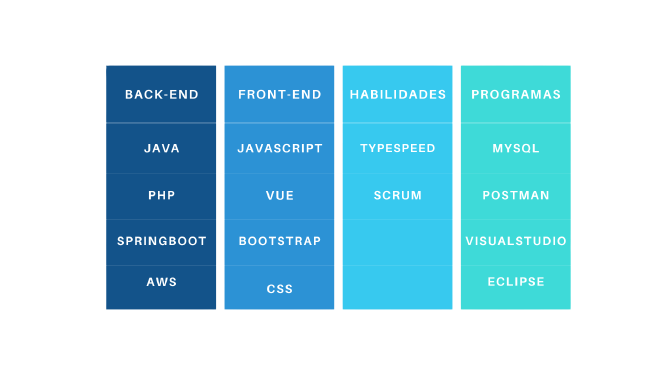 BACK-END FRONT-END HABILIDADES PROGRAMAS
JAVA JAVASCRIPT TYPESPEED MYSQL
PHP VUE SCRUM POSTMAN
SPRINGBOOT BOOTSTRAP VISUALSTUDIO
AWS CSS ECLIPSE